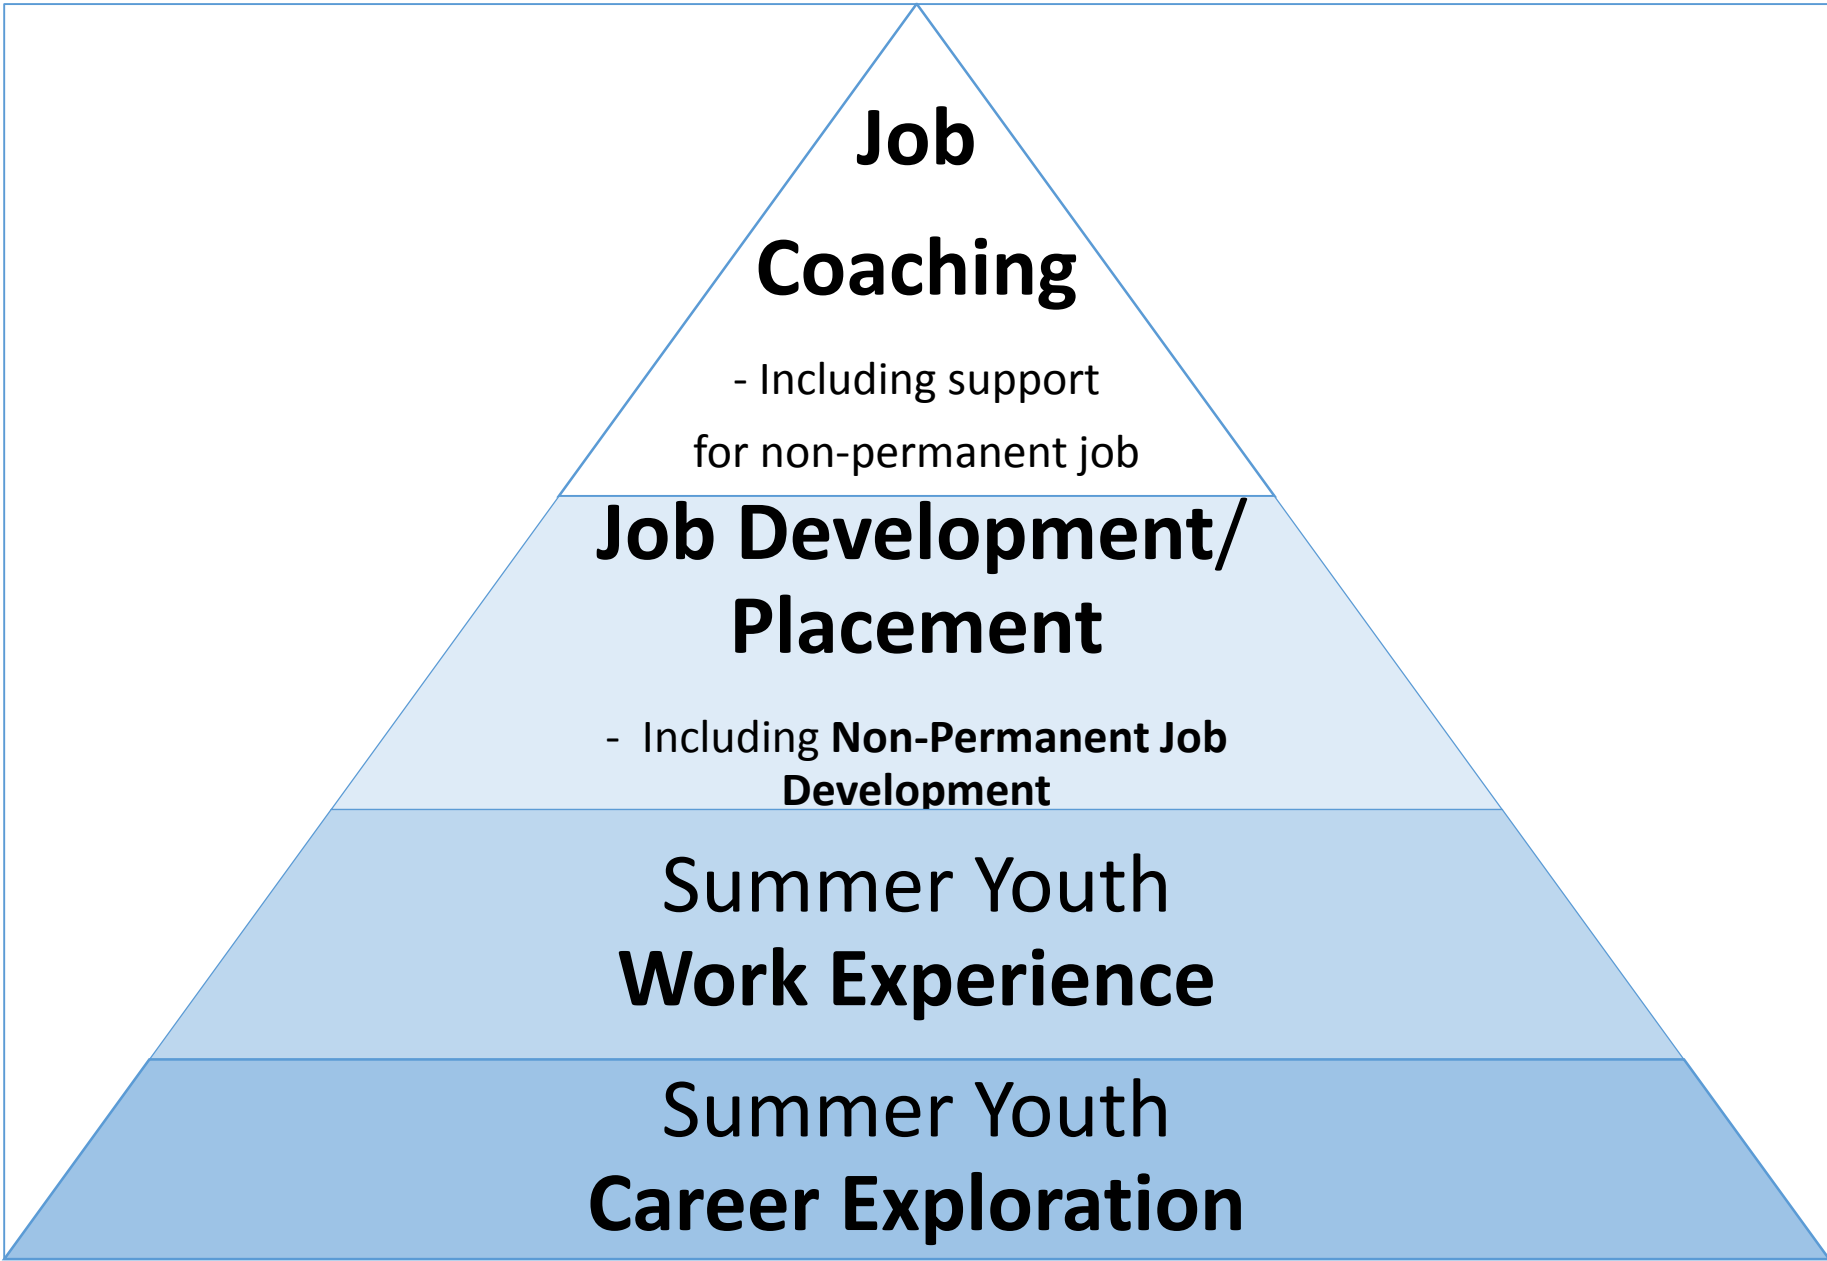 Job
Coaching
- Including support
for non-permanent job
Job Development/
Placement
- Including Non-Permanent Job
Development
Summer Youth
Work Experience
Summer Youth
Career Exploration